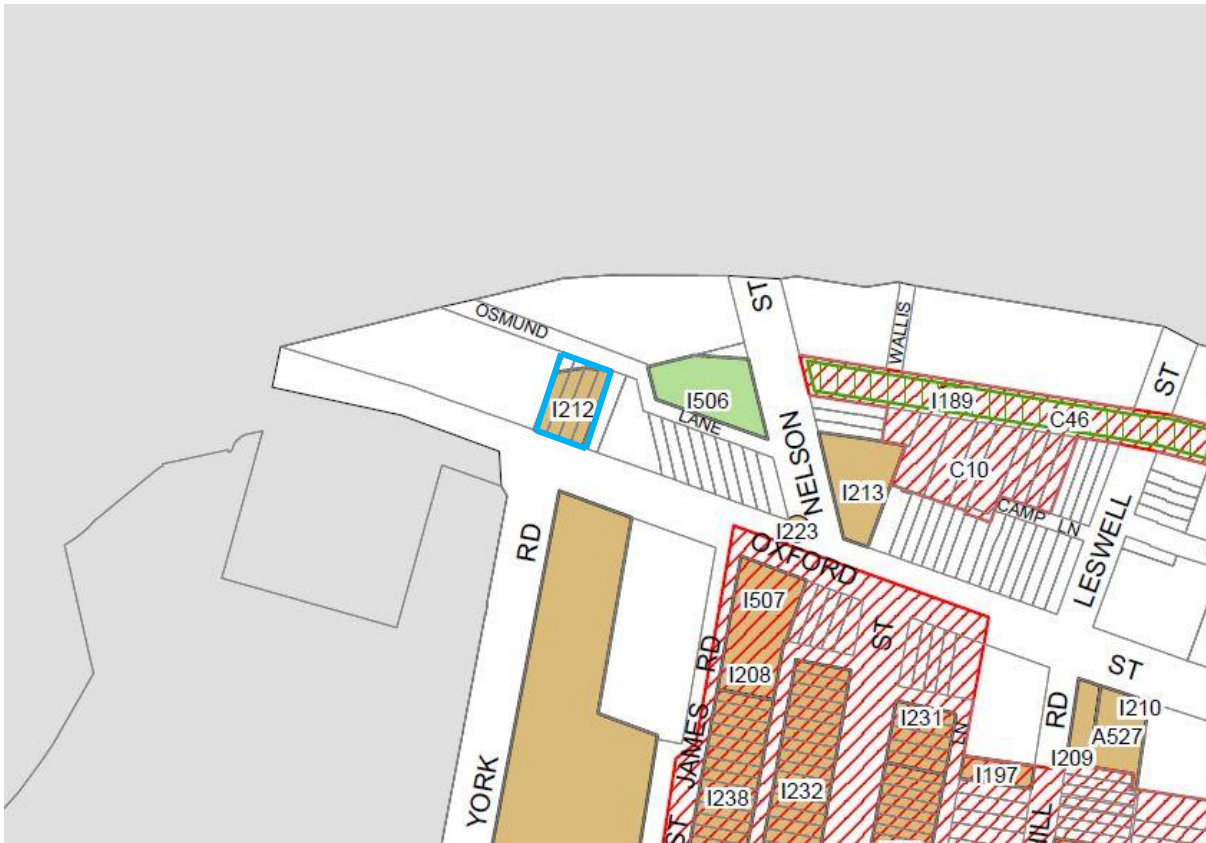 ST
WALLIS
OSMUND
ST
I189
I506
I212
C46
LANE
NELSON
C10
I213
CAMP LN
I223
RD
OXFORD
LESWELL
I507
ST
RD
ST
I208
I210
RD
I231
A527
LN
JAMES
I209
I197
I238
I232
YORK
HILL
ST